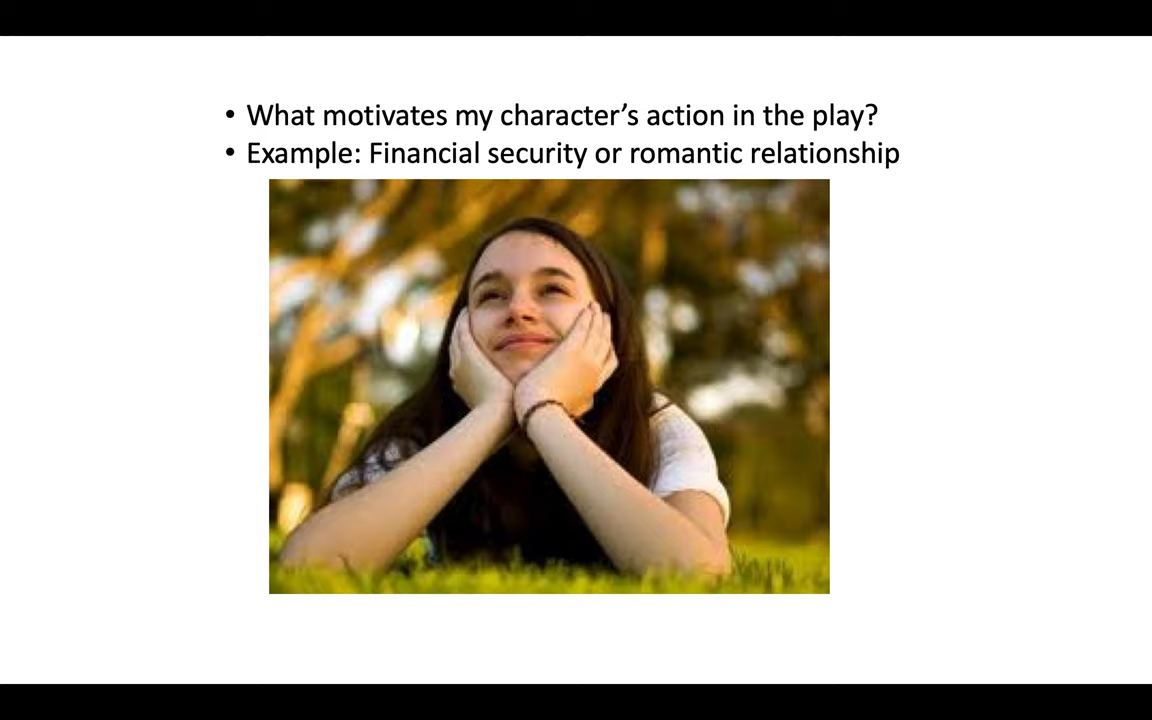 • What motivates my character’s action in the play?
• Example: Financial security or romantic relationship